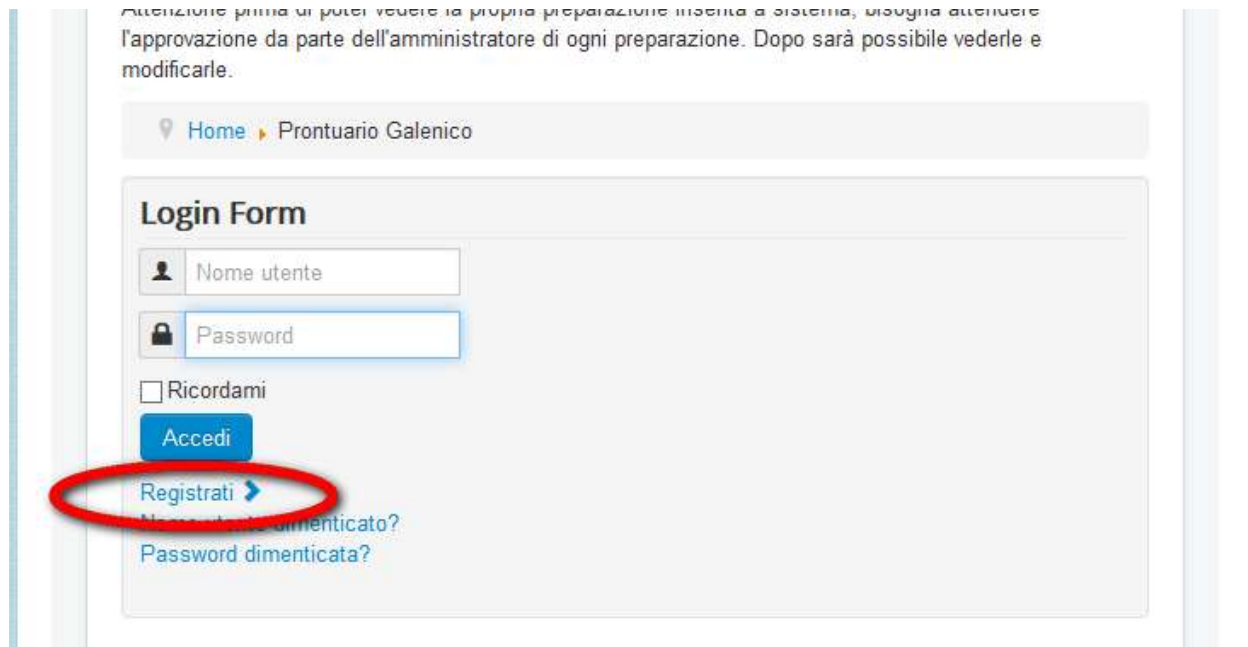 Attenzione prima di poter vedere la propria preparazione inserita a sistema, bisogna attendere
l'approvazione da parte dell'amministratore di ogni preparazione. Dopo sarà possibile vederle e
modificarle.
Home Prontuario Galenico
Login Form
Nome utente
Password
Ricordami
Accedi
Registrati
Nome utente dimenticato?
Password dimenticata?